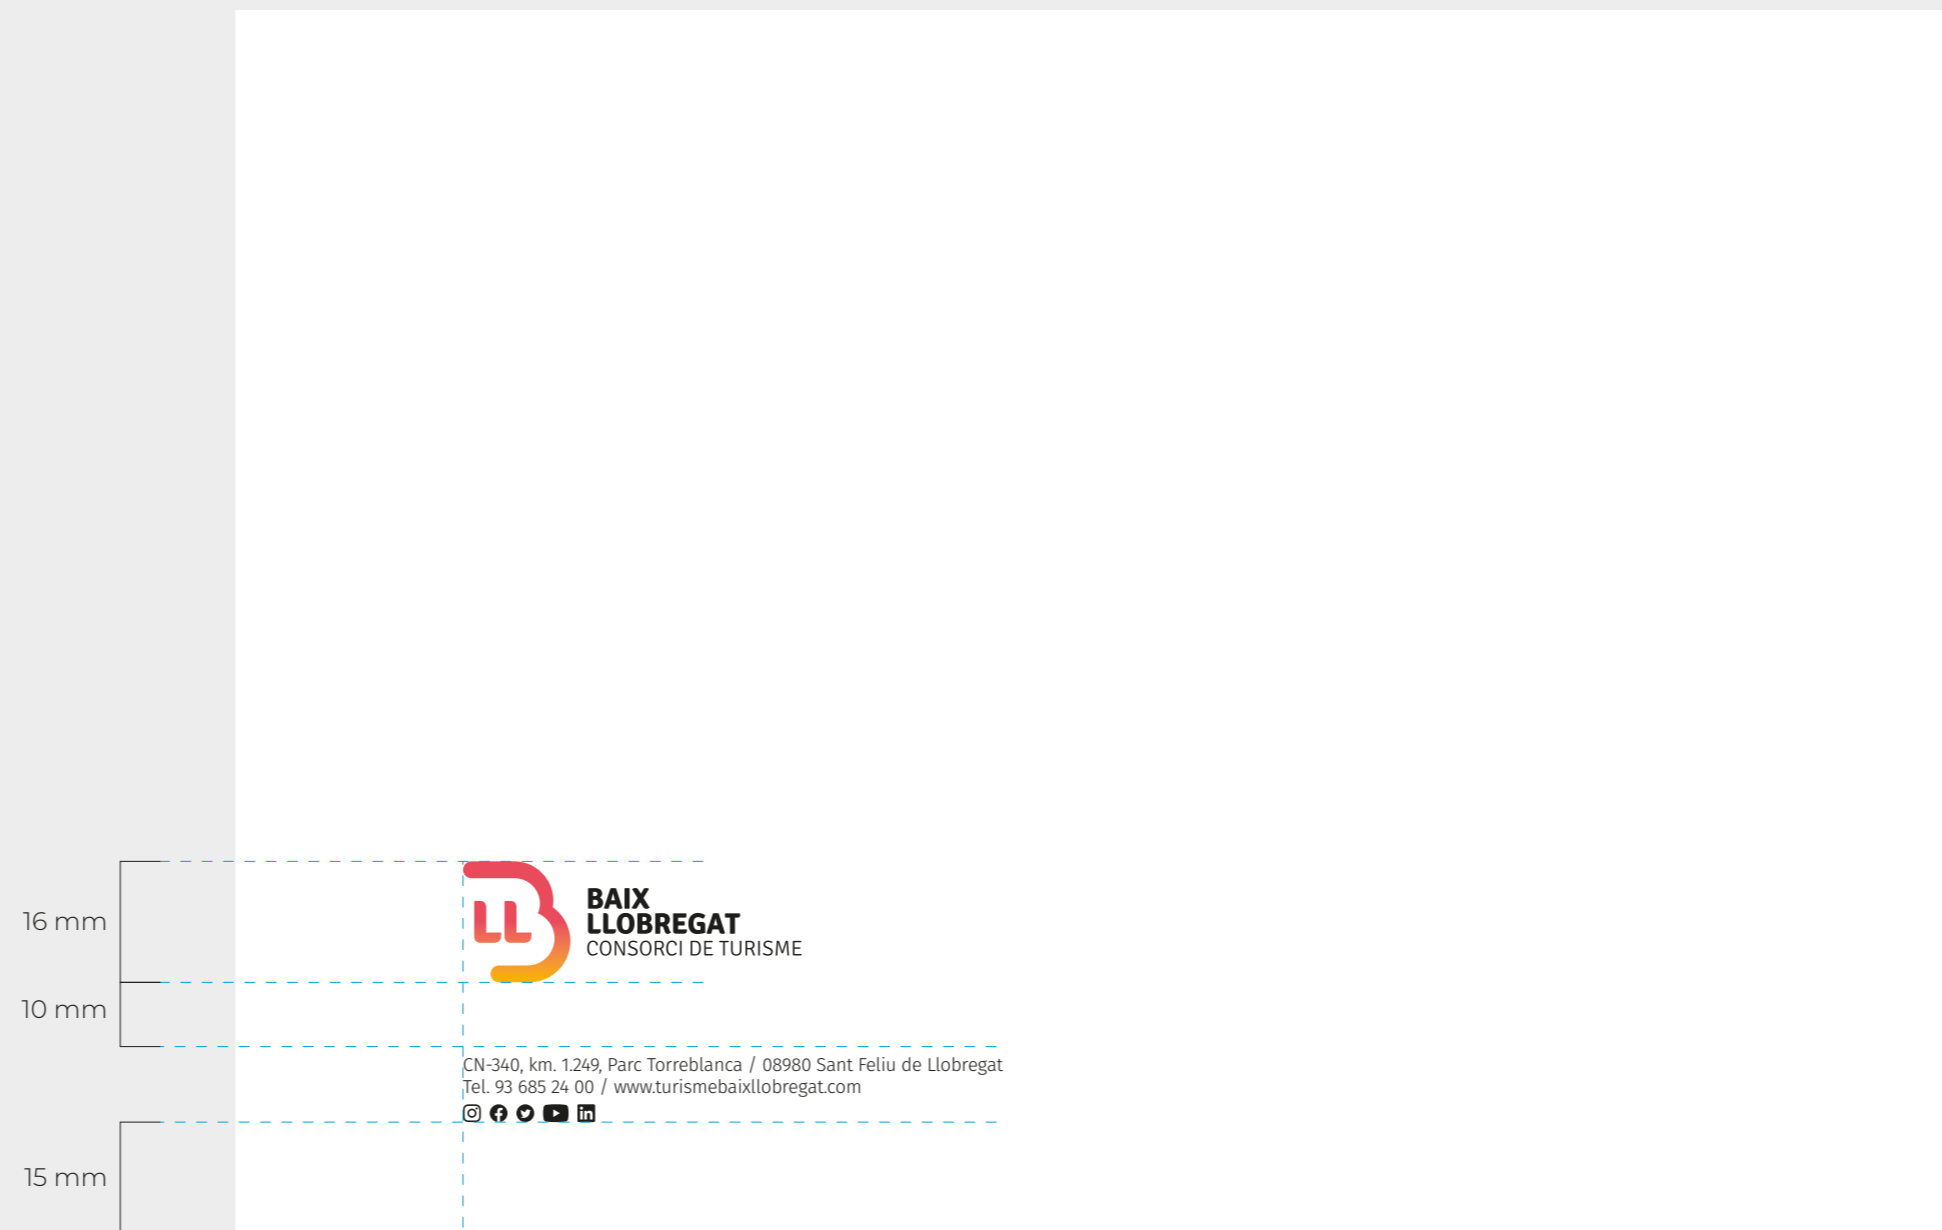 16 mm
LL
BAIX
LLOBREGAT
CONSORCI DE TURISME
10 mm
CN-340, km. 1.249, Parc Torreblanca / 08980 Sant Feliu de Llobregat
Tel. 93 685 24 00 / www.turismebaixllobregat.com
15 mm